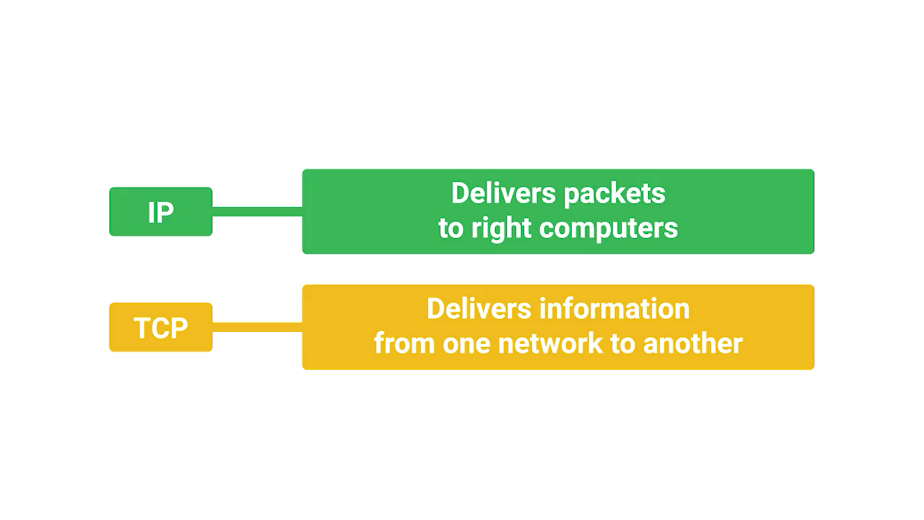 IP
Delivers packets
to right computers
TCP
Delivers information
from one network to another